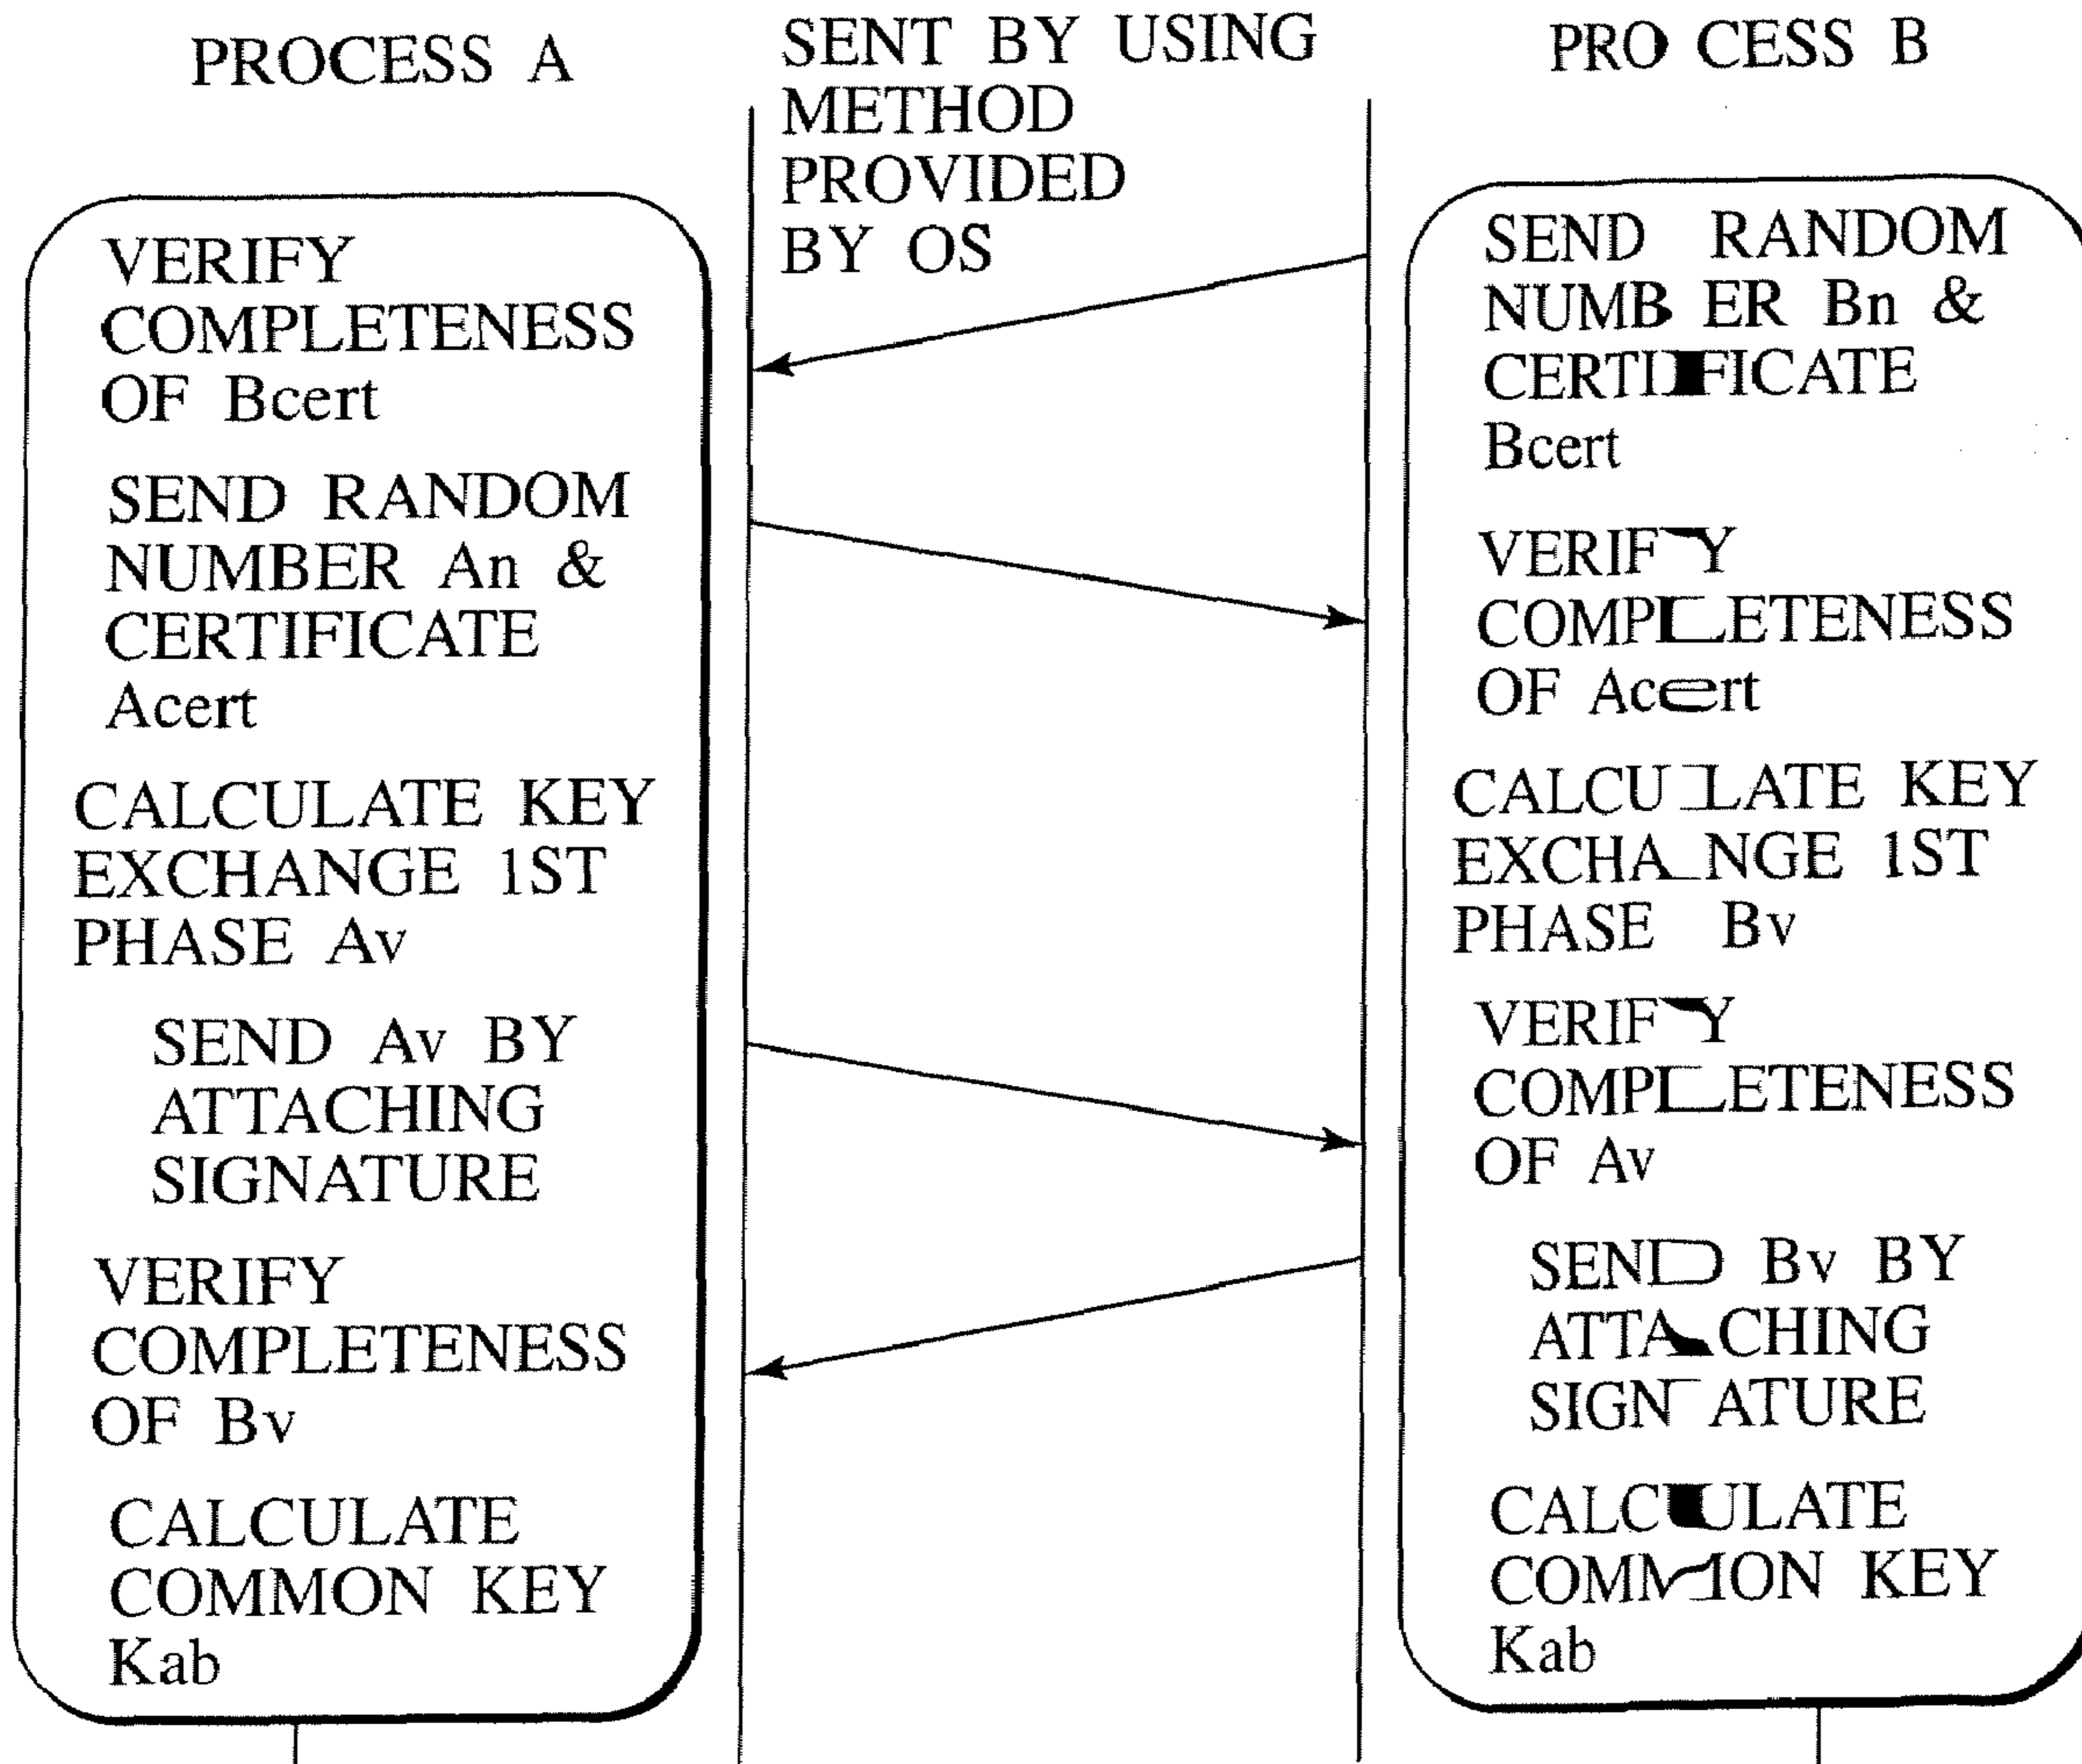 PROCESS A
SENT BY USING
METHOD
PROVIDED
BY OS
PROCESS B
VERIFY
COMPLETENESS
OF Bcert
SEND RANDOM
NUMBER An &
CERTIFICATE
Acert
CALCULATE KEY
EXCHANGE 1ST
PHASE Av
SEND Av BY
ATTACHING
SIGNATURE
VERIFY
COMPLETENESS
OF Bv
CALCULATE
COMMON KEY
Kab
SEND RANDOM
NUMBER Bn &
CERTIFICATE
Bcert
VERIFY
COMPLETENESS
OF Acert
CALCULATE KEY
EXCHANGE 1ST
PHASE Bv
VERIFY
COMPLETENESS
OF Av
SEND Bv BY
ATTACHING
SIGNATURE
CALCULATE
COMMON KEY
Kab